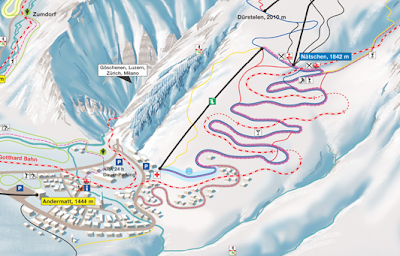 Zumdorf
Dürstelen, 2010 m
Nätschen, 1842 m
Göschenen, Luzern,
Zürich, Milano
m
Gotthard Bahn
P
P
P
Andermatt, 1444 m